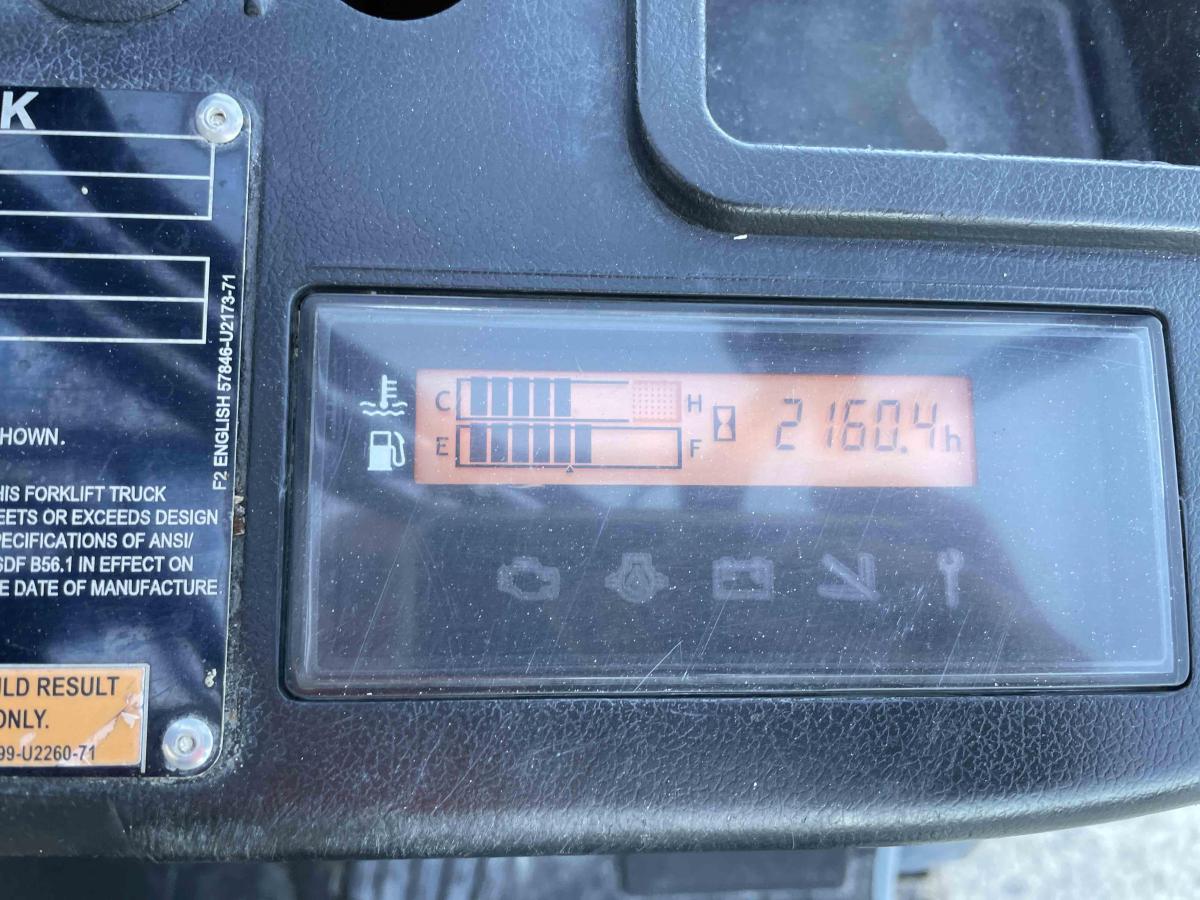 K
F2 ENGLISH 57846-U2173-71
HOWN.
HIS FORKLIFT TRUCK
EETS OR EXCEEDS DESIGN
PECIFICATIONS OF ANSI/
SDF B56.1 IN EFFECT ON
E DATE OF MANUFACTURE
ULD RESULT
ONLY.
99-U2260-71
C H
E F
2160.4h